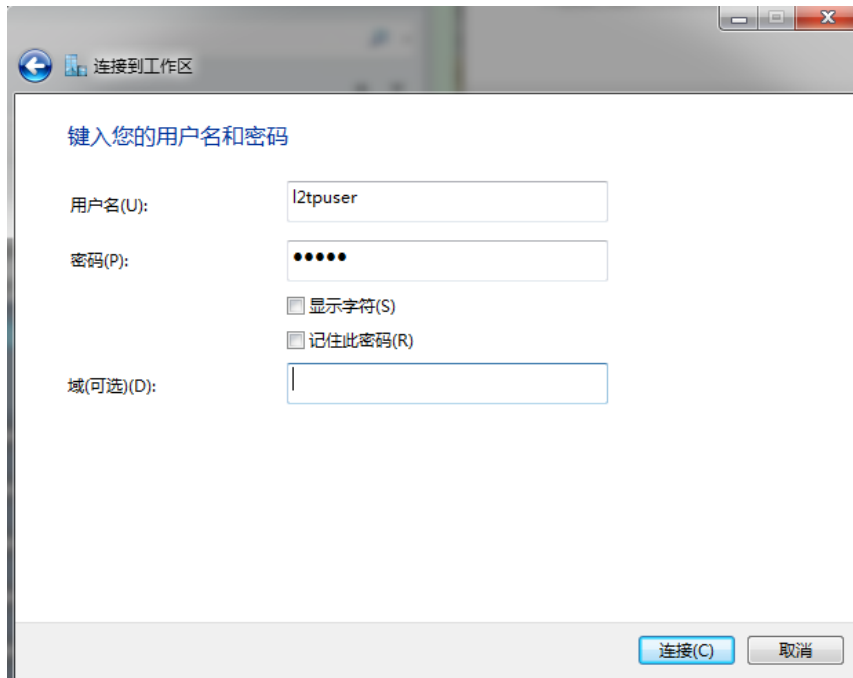 连接到工作区
键入您的用户名和密码
用户名(U): l2tpuser
密码(P): •••••
显示字符(S)
记住此密码(R)
域(可选)(D):
连接(C) 取消